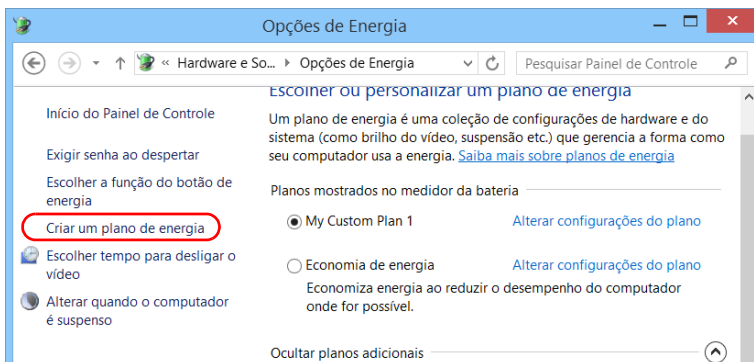 Opções de Energia
« Hardware e So... Opções de Energia
Pesquisar Painel de Controle
Início do Painel de Controle
Exigir senha ao despertar
Escolher a função do botão de
energia
Criar um plano de energia
Escolher tempo para desligar o
vídeo
Alterar quando o computador
é suspenso
Escolher ou personalizar um plano de energia
Um plano de energia é uma coleção de configurações de hardware e do
sistema (como brilho do vídeo, suspensão etc.) que gerencia a forma como
seu computador usa a energia. Saiba mais sobre planos de energia
Planos mostrados no medidor da bateria
My Custom Plan 1 Alterar configurações do plano
Economia de energia Alterar configurações do plano
Economiza energia ao reduzir o desempenho do computador
onde for possível.
Ocultar planos adicionais